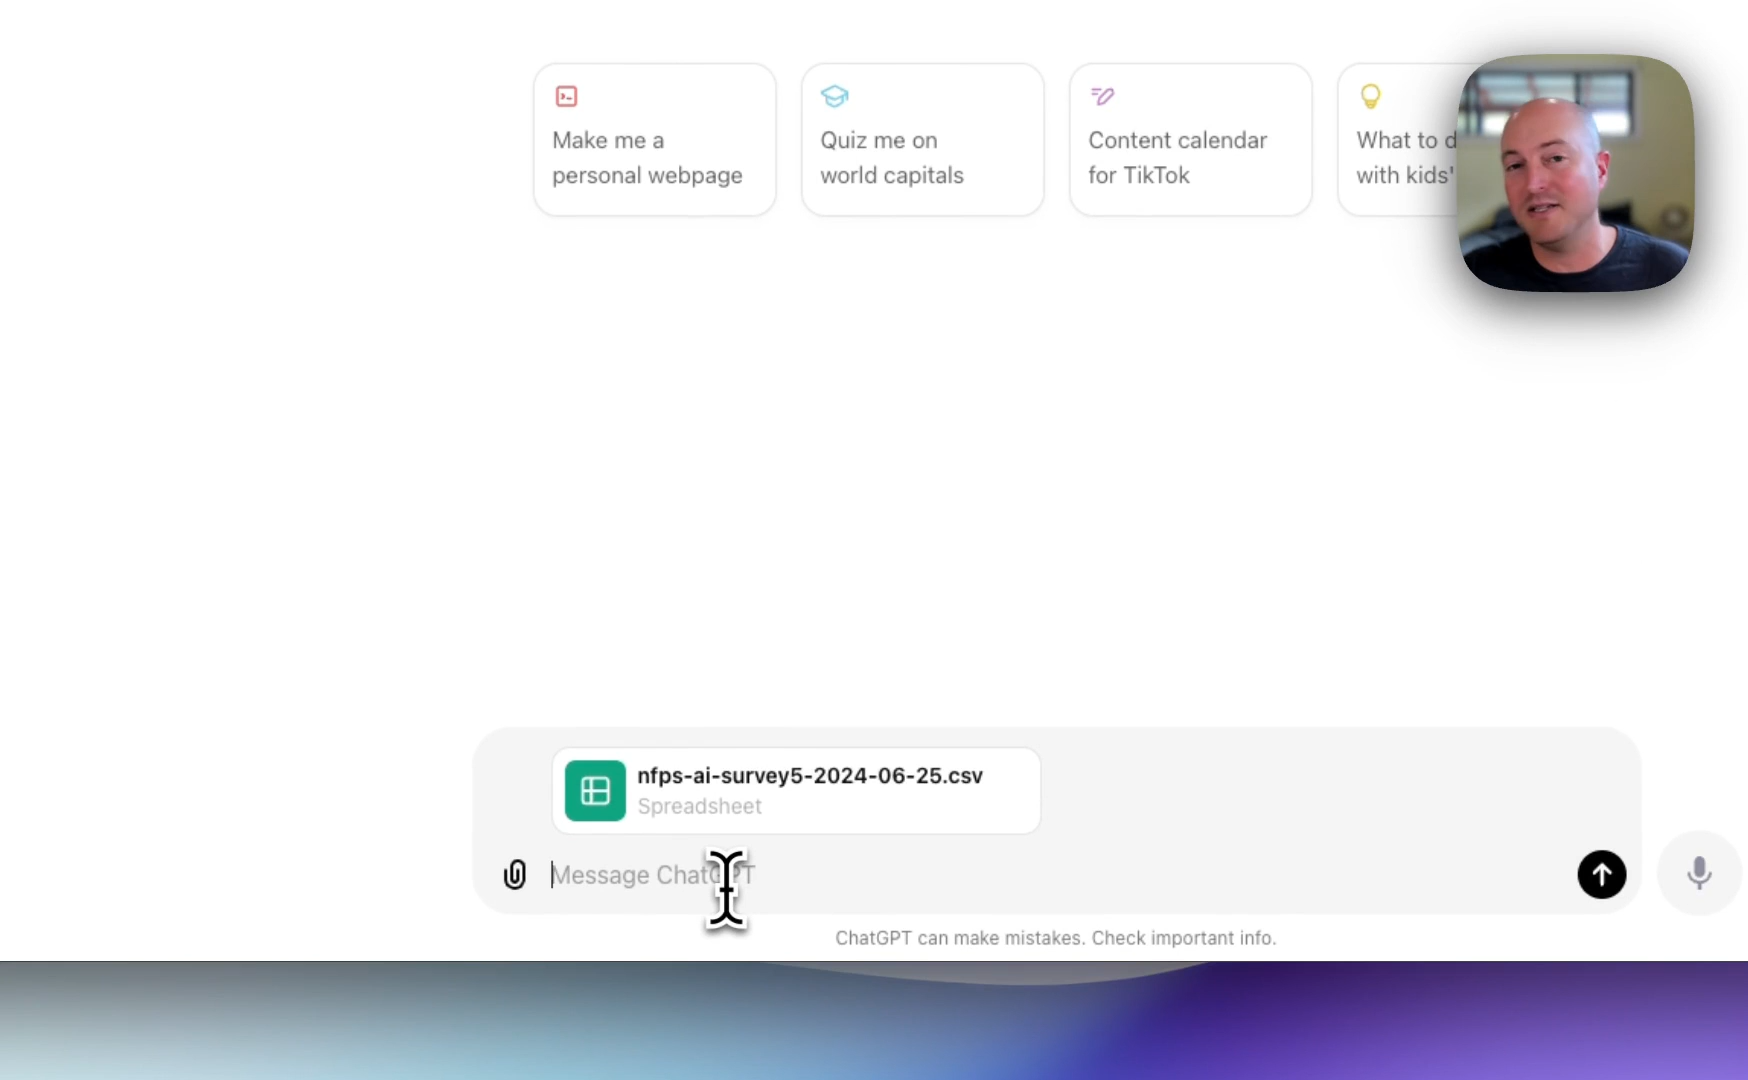 Make me a
personal webpage
Quiz me on
world capitals
Content calendar
for TikTok
What to d
with kids'
nfps-ai-survey5-2024-06-25.csv
Spreadsheet
Message ChatGPT
ChatGPT can make mistakes. Check important info.